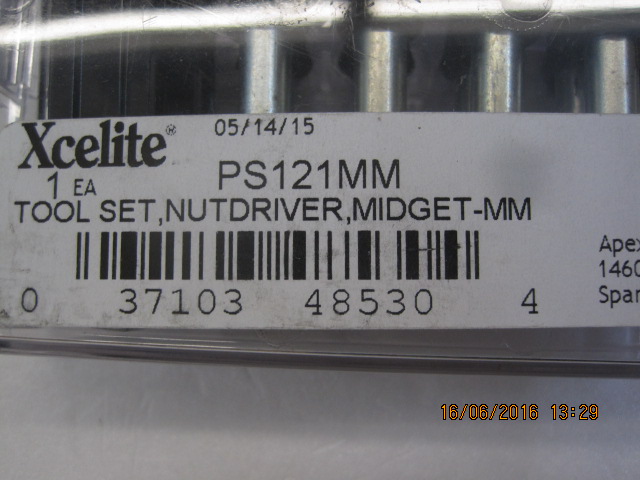 Xcelite® 05/14/15
1 EA PS121MM
TOOL SET,NUTDRIVER,MIDGET-MM
0 37103 48530 4
Apex
1460
Spar
16/06/2016 13:29